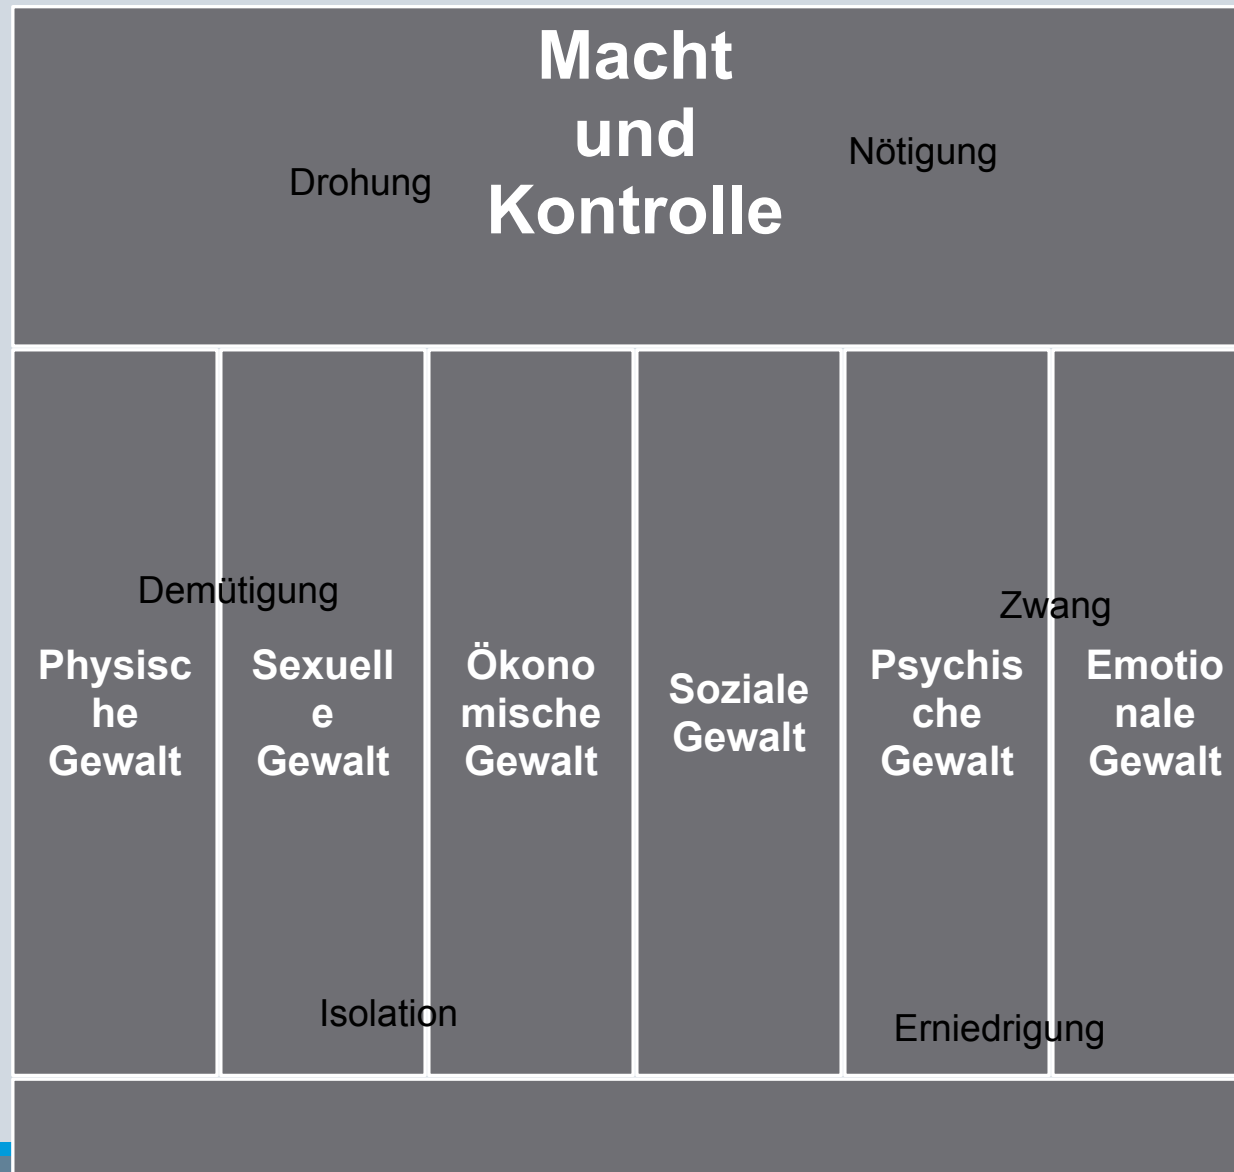 Macht
und
Kontrolle
Drohung
Nötigung
Demütigung
Zwang
Physisc
he
Gewalt
Sexuell
e
Gewalt
Ökono
mische
Gewalt
Soziale
Gewalt
Psychis
che
Gewalt
Emotio
nale
Gewalt
Isolation
Erniedrigung